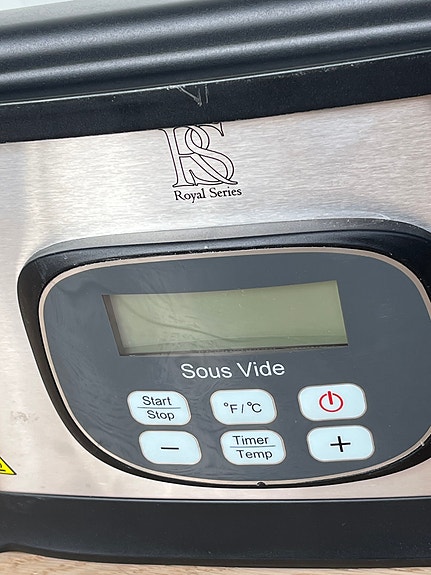 RS
Royal Series
Sous Vide
Start
Stop
°F/°C
−
Timer
Temp
+